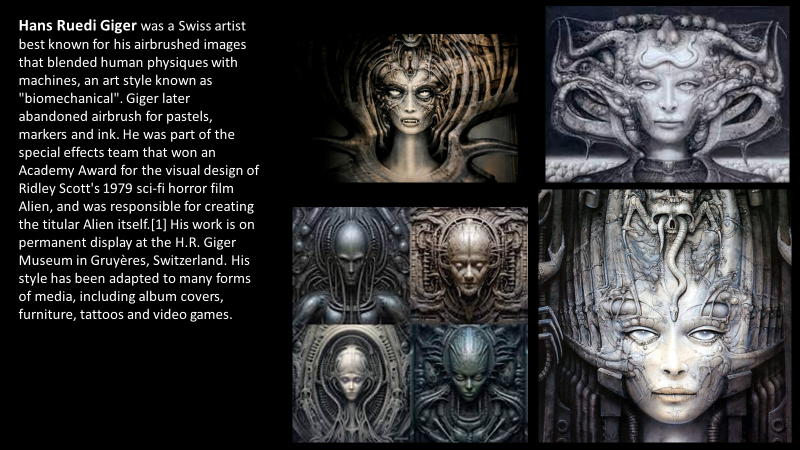 Hans Ruedi Giger was a Swiss artist
best known for his airbrushed images
that blended human physiques with
machines, an art style known as
"biomechanical". Giger later
abandoned airbrush for pastels,
markers and ink. He was part of the
special effects team that won an
Academy Award for the visual design of
Ridley Scott's 1979 sci-fi horror film
Alien, and was responsible for creating
the titular Alien itself.[1] His work is on
permanent display at the H.R. Giger
Museum in Gruyères, Switzerland. His
style has been adapted to many forms
of media, including album covers,
furniture, tattoos and video games.